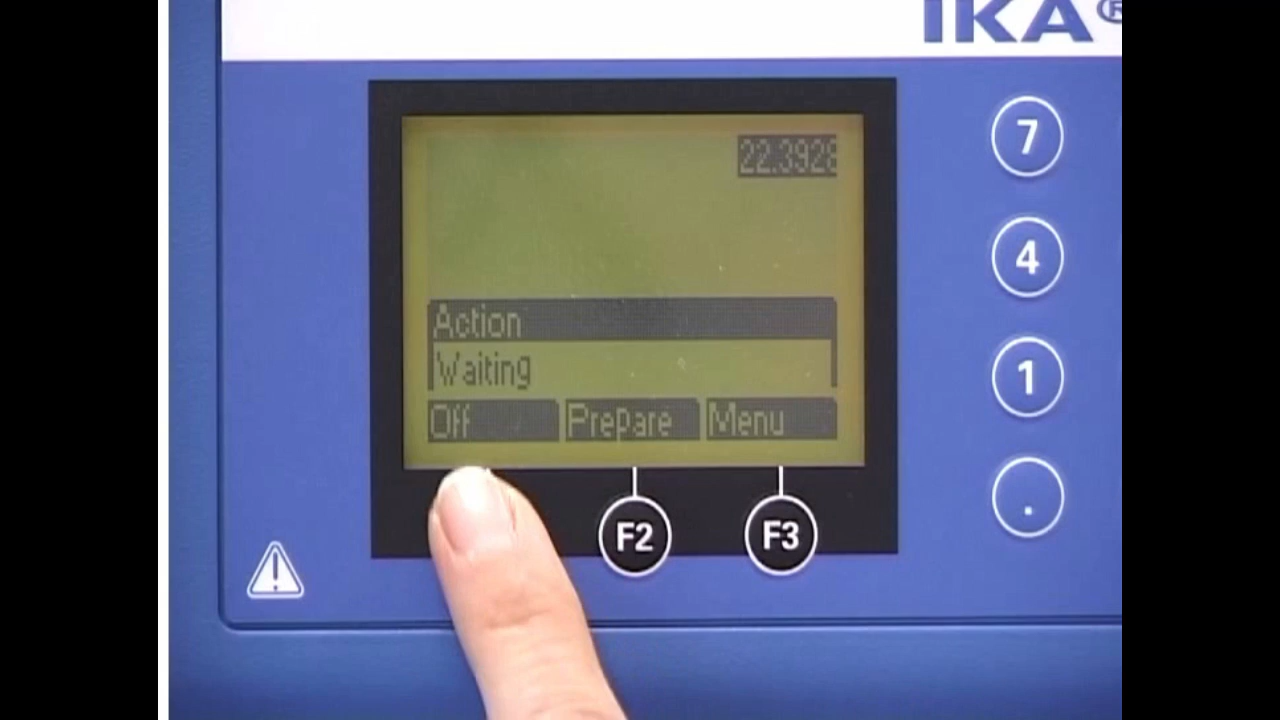 IKA®
22.3928
Action
Waiting
Off Prepare Menu
F2 F3
7
4
1
.